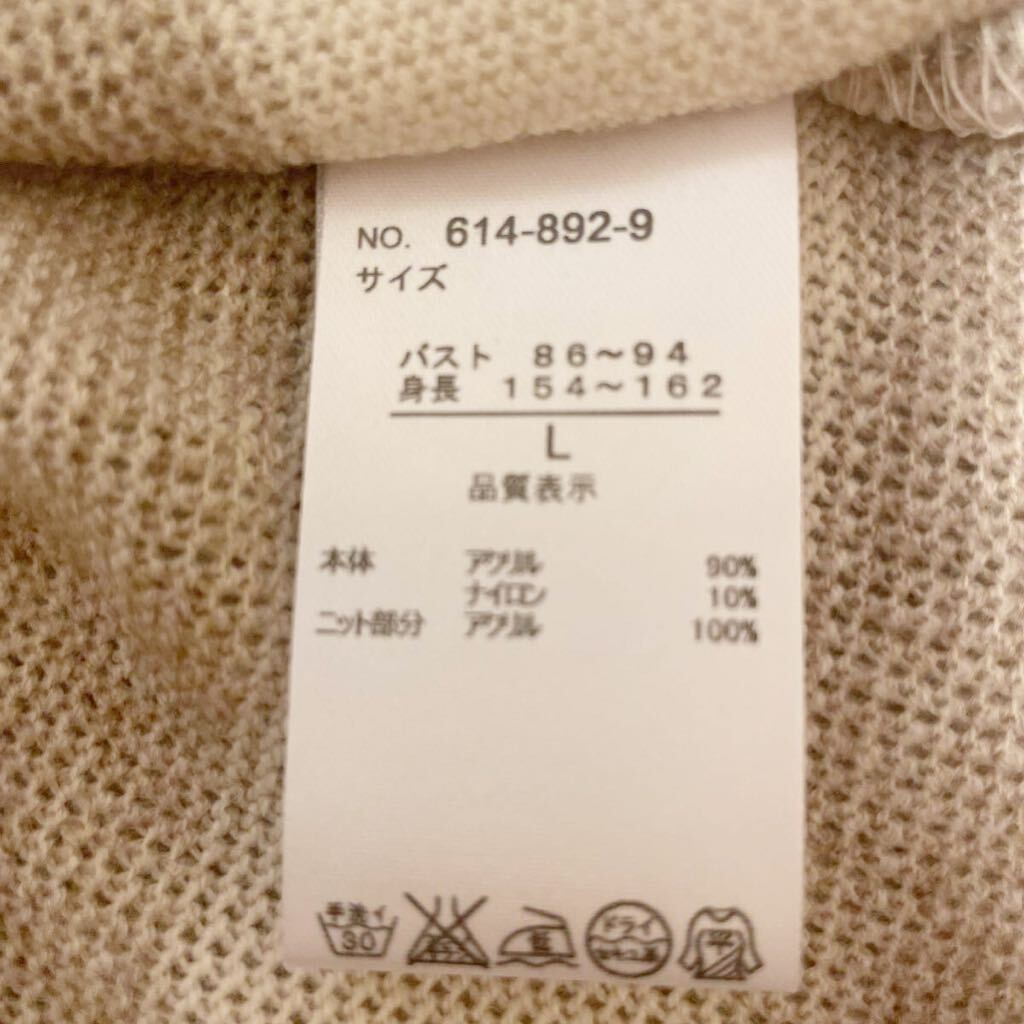 NO. 614-892-9
サイズ
バスト 86～94
身長 154～162
L
品質表示
本体 アクリル 90%
ナイロン 10%
ニット部分 アクリル 100%
手洗イ
30
ドライ
平